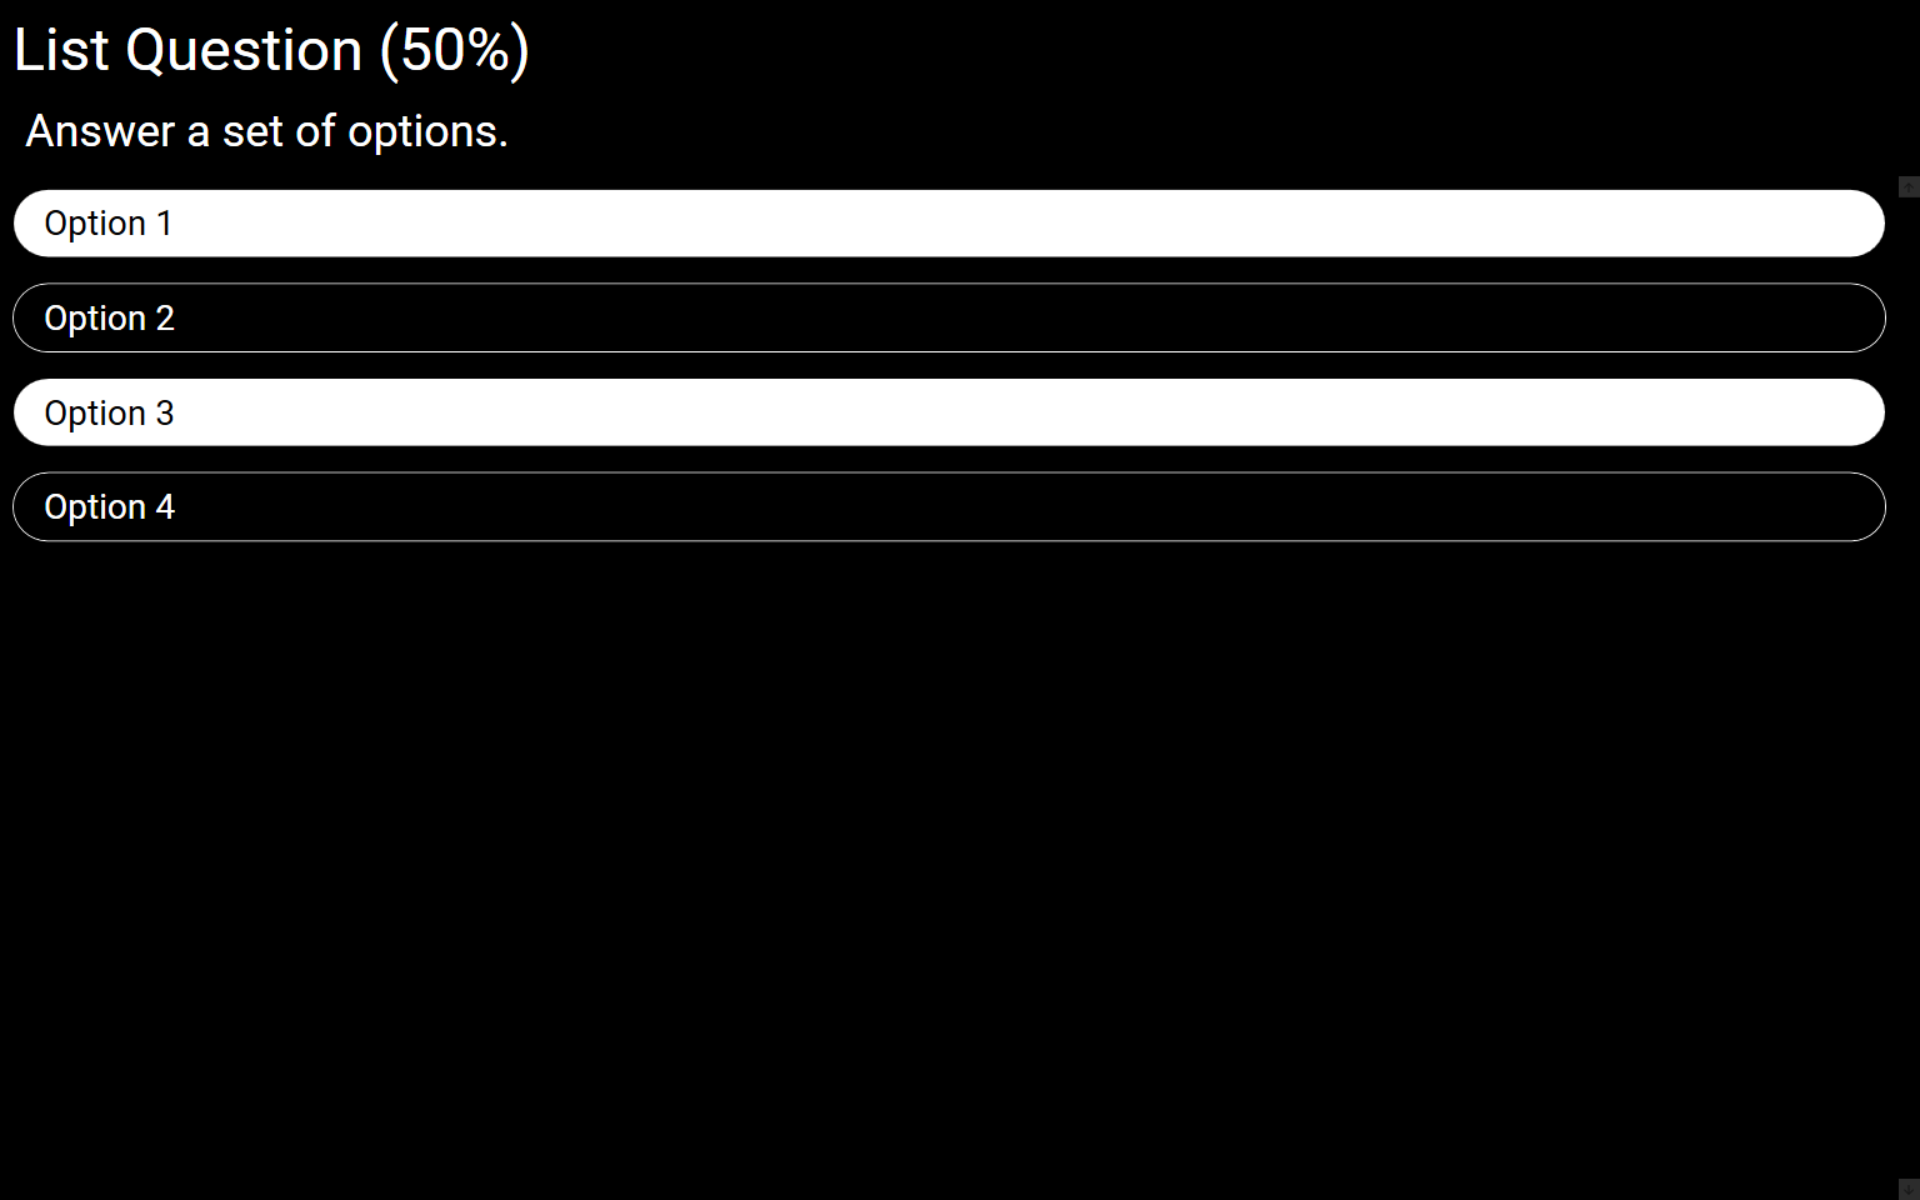 List Question (50%)
Answer a set of options.
Option 1
Option 2
Option 3
Option 4